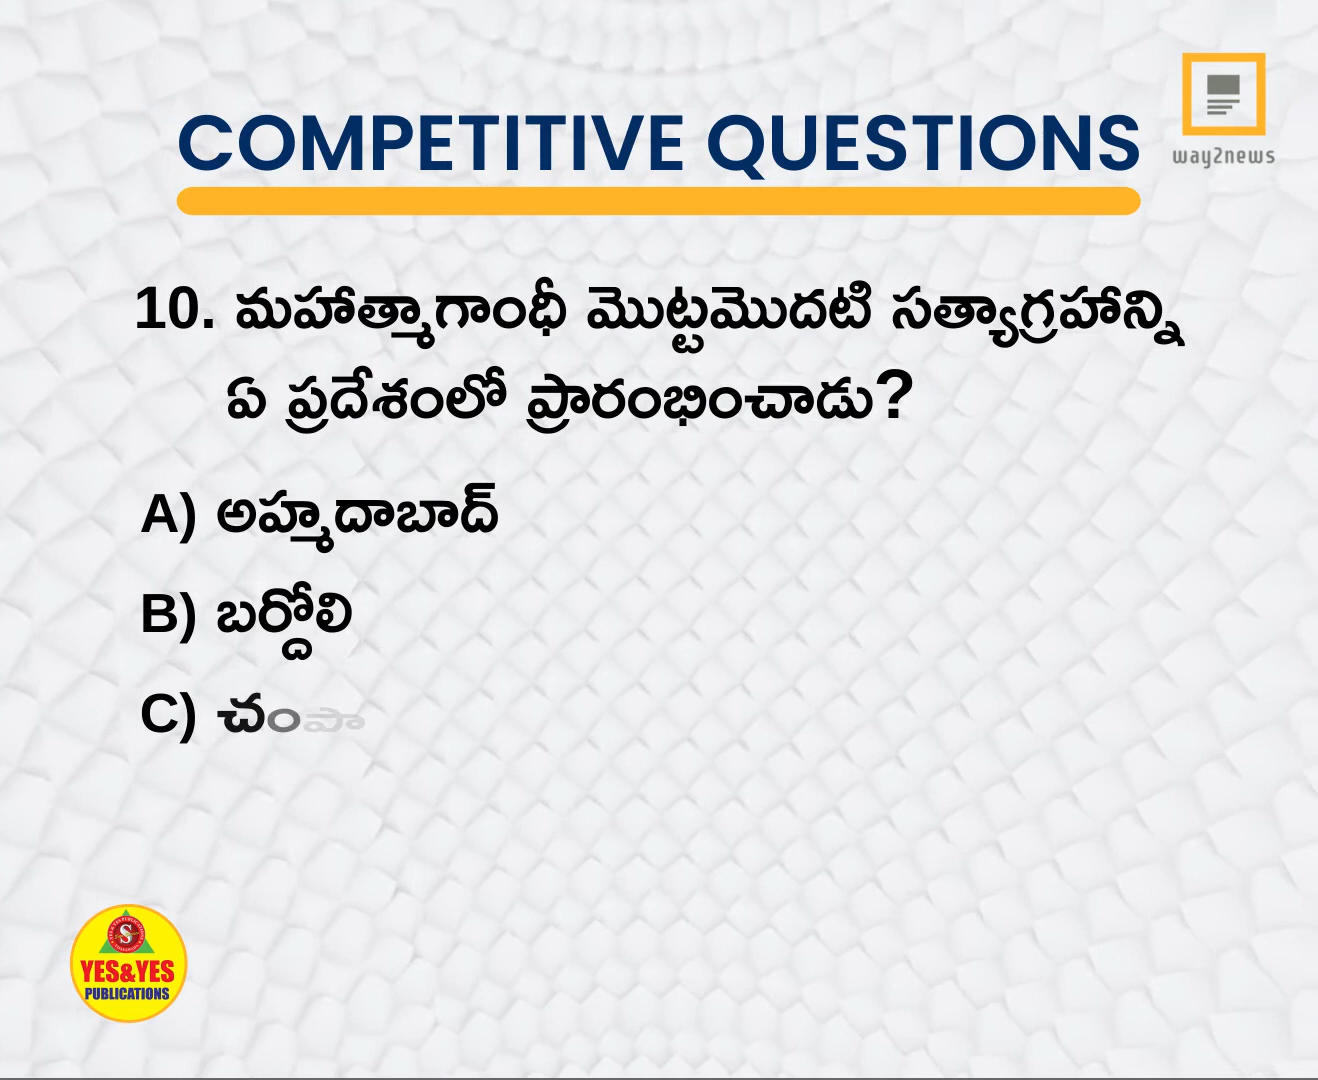 COMPETITIVE QUESTIONS
way2news
10. మహాత్మాగాంధీ మొట్టమొదటి సత్యాగ్రహాన్ని
ఏ ప్రదేశంలో ప్రారంభించాడు?
A) అహ్మదాబాద్
B) బర్దోలి
C) చంపా
S
YES&YES
PUBLICATIONS